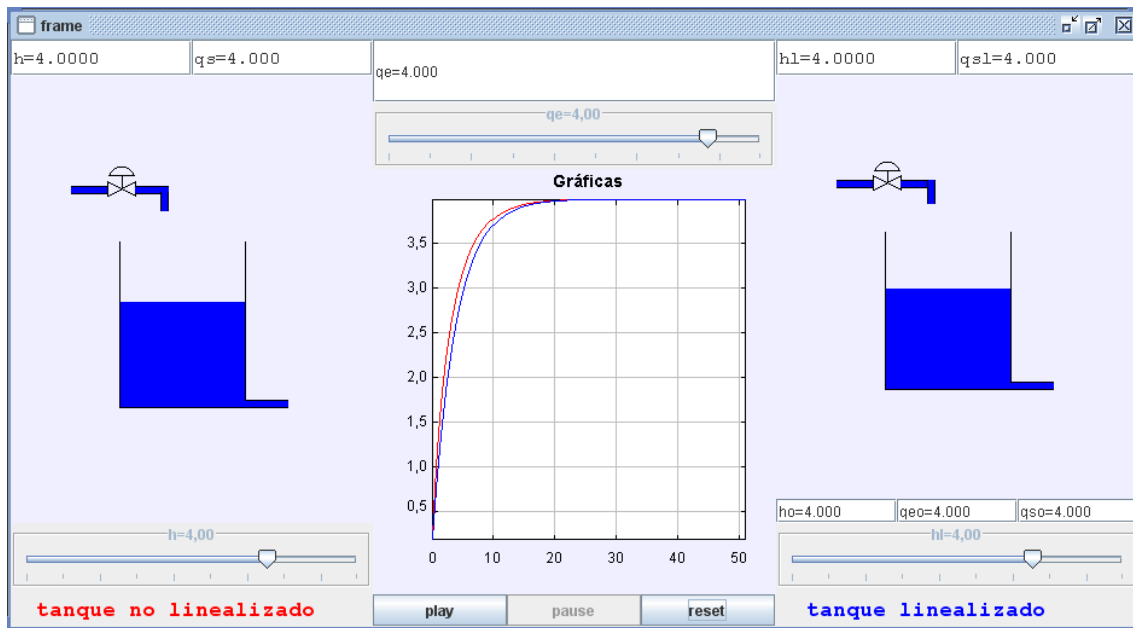 frame
h=4.0000
qs=4.000
qe=4.000
hl=4.0000
qsl=4.000
qe=4,00
Gráficas
3,5
3,0
2,5
2,0
1,5
1,0
0,5
0 10 20 30 40 50
h=4,00
ho=4.000
qeo=4.000
qso=4.000
hl=4,00
tanque no linealizado
play
pause
reset
tanque linealizado